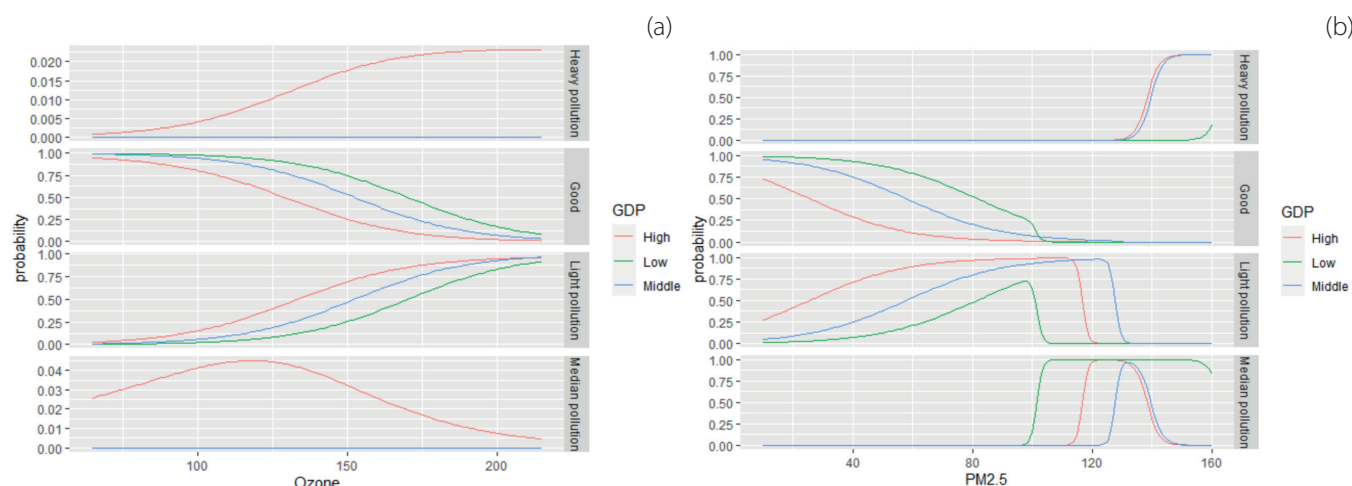 (a)
probability
0.020
0.015
0.010
0.005
0.000
Heavy pollution
1.00
0.75
0.50
0.25
0.00
Good
1.00
0.75
0.50
0.25
0.00
Light pollution
0.04
0.03
0.02
0.01
0.00
Median pollution
100
150
200
Ozone
GDP
High
Low
Middle
(b)
probability
1.00
0.75
0.50
0.25
0.00
Heavy pollution
1.00
0.75
0.50
0.25
0.00
Good
1.00
0.75
0.50
0.25
0.00
Light pollution
1.00
0.75
0.50
0.25
0.00
Median pollution
40
80
120
160
PM2.5
GDP
High
Low
Middle